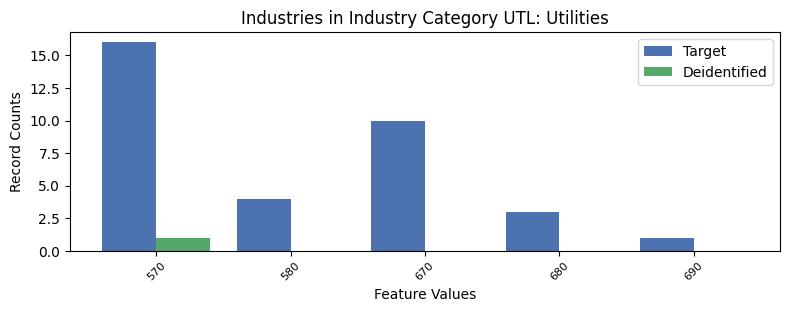 Industries in Industry Category UTL: Utilities
Target
Deidentified
Record Counts
15.0
12.5
10.0
7.5
5.0
2.5
0.0
570
580
670
680
690
Feature Values